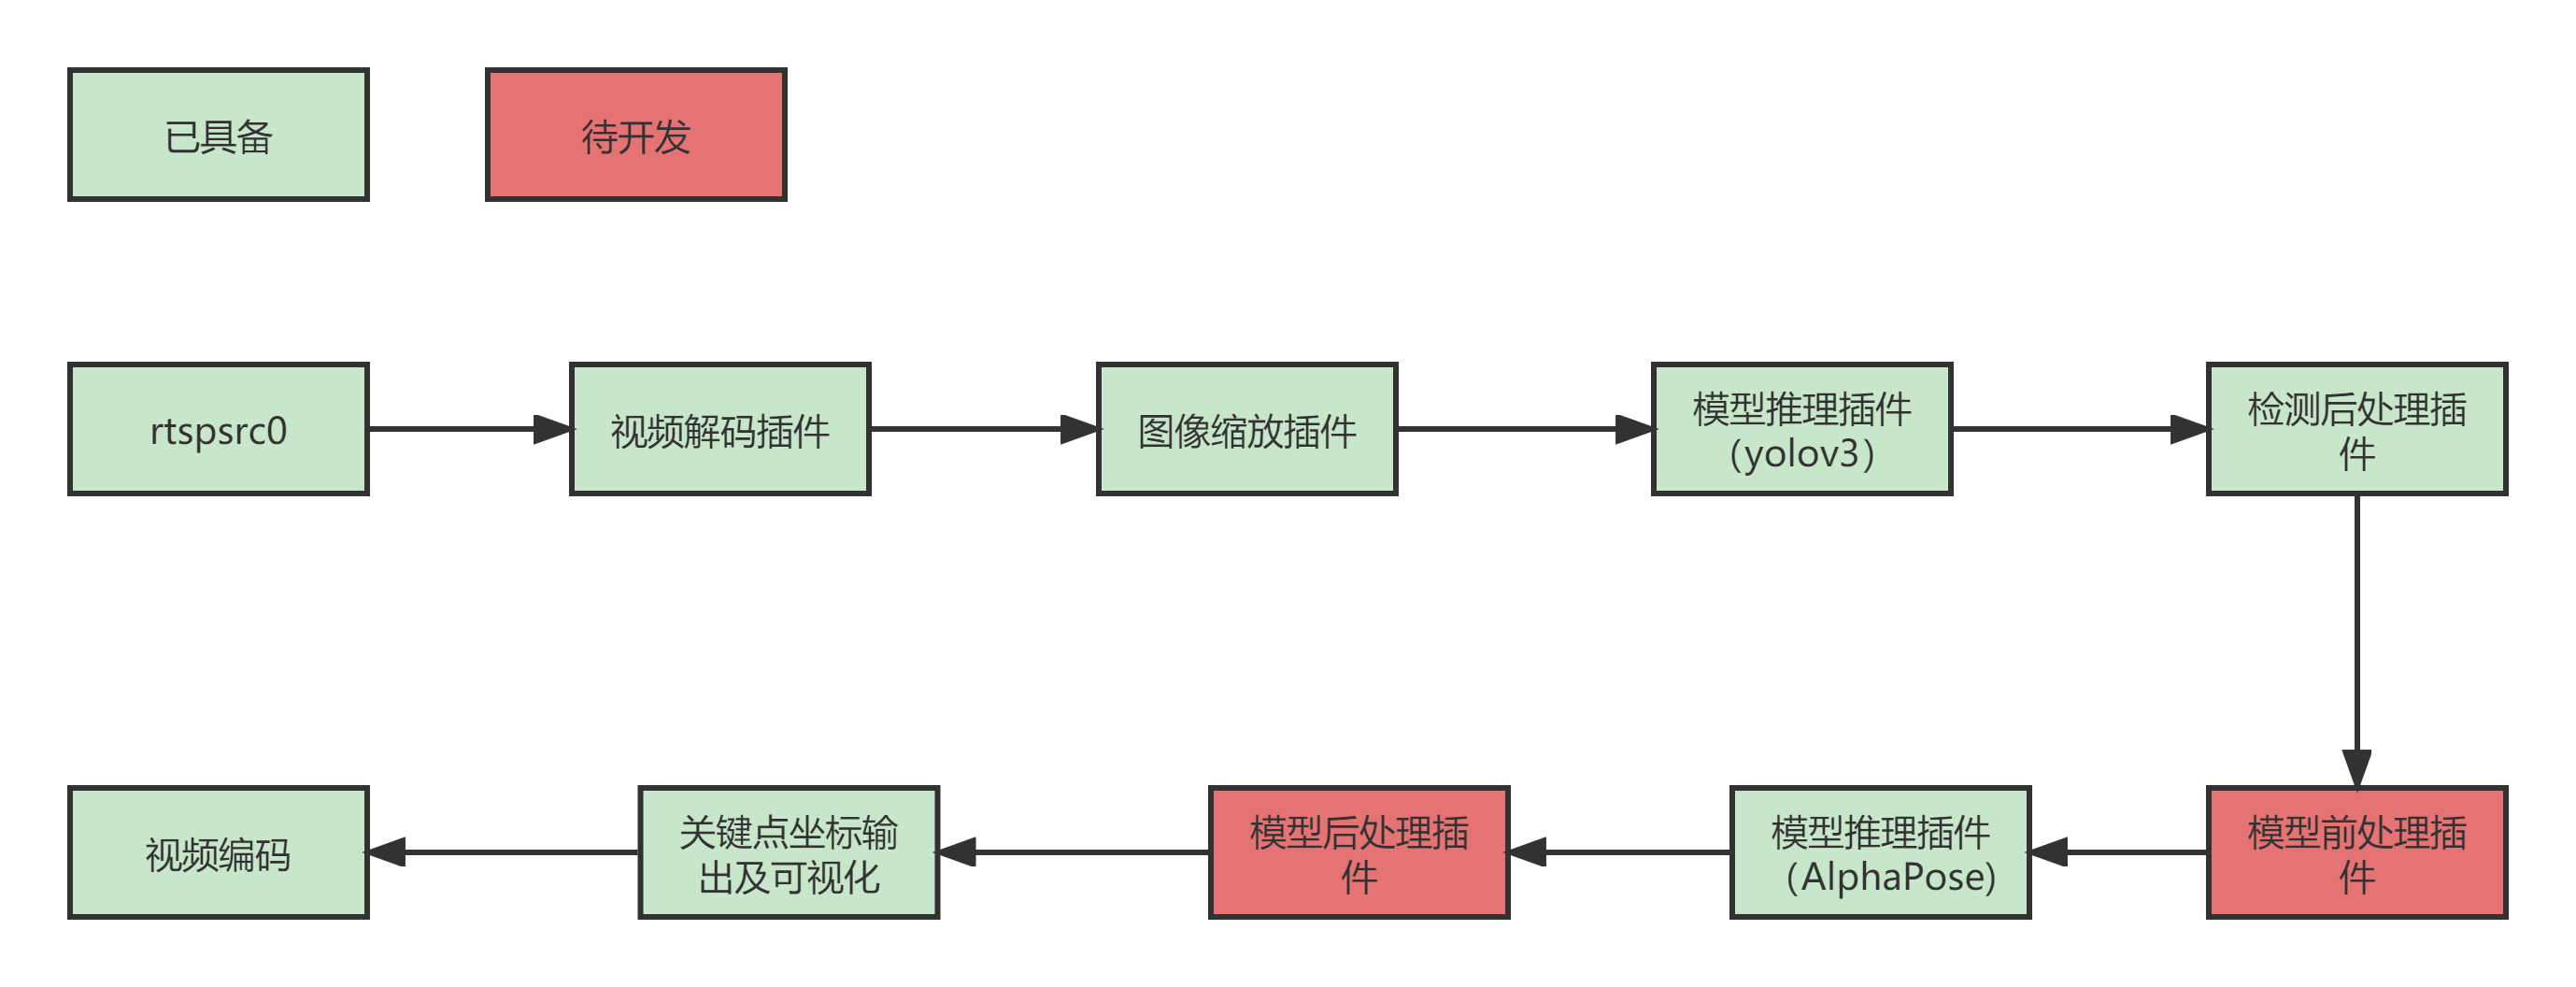 已具备
待开发
rtspsrc0
视频解码插件
图像缩放插件
模型推理插件
（yolov3）
检测后处理插
件
视频编码
关键点坐标输
出及可视化
模型后处理插
件
模型推理插件
（AlphaPose)
模型前处理插
件